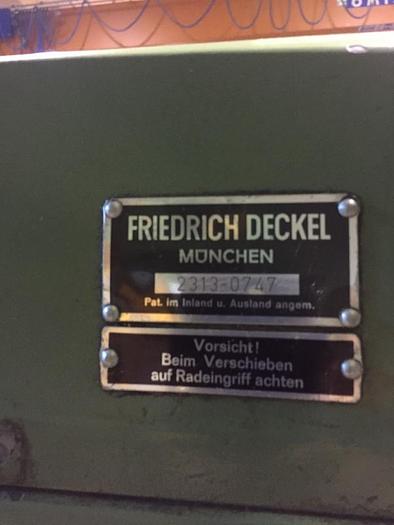 FRIEDRICH DECKEL
MÜNCHEN
2313-0747
Pat. im Inland u. Ausland angem.
Vorsicht!
Beim Verschieben
auf Radeingriff achten